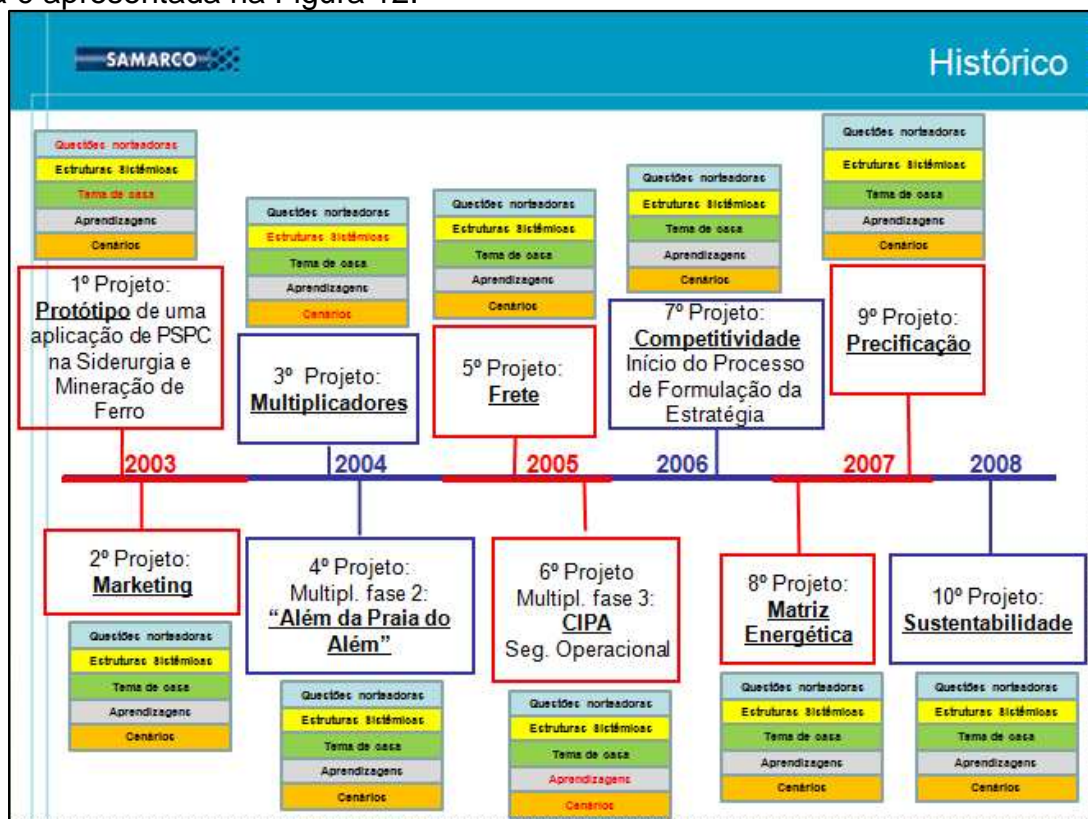 a é apresentada na Figura 12.
SAMARCO
Histórico
Questões norteadoras
Estruturas Sistêmicas
Tema de casa
Aprendizagens
Cenários
1º Projeto:
Protótipo de uma
aplicação de PSPC
na Siderurgia e
Mineração de
Ferro
Questões norteadoras
Estruturas Sistêmicas
Tema de casa
Aprendizagens
Cenários
3º Projeto:
Multiplicadores
Questões norteadoras
Estruturas Sistêmicas
Tema de casa
Aprendizagens
Cenários
5º Projeto:
Frete
Questões norteadoras
Estruturas Sistêmicas
Tema de casa
Aprendizagens
Cenários
7º Projeto:
Competitividade
Início do Processo
de Formulação da
Estratégia
Questões norteadoras
Estruturas Sistêmicas
Tema de casa
Aprendizagens
Cenários
9º Projeto:
Precificação
2003 2004 2005 2006 2007 2008
2º Projeto:
Marketing
Questões norteadoras
Estruturas Sistêmicas
Tema de casa
Aprendizagens
Cenários
4º Projeto:
Multipl. fase 2:
“Além da Praia do
Além”
Questões norteadoras
Estruturas Sistêmicas
Tema de casa
Aprendizagens
Cenários
6º Projeto
Multipl. fase 3:
CIPA
Seg. Operacional
Questões norteadoras
Estruturas Sistêmicas
Tema de casa
Aprendizagens
Cenários
8º Projeto:
Matriz
Energética
Questões norteadoras
Estruturas Sistêmicas
Tema de casa
Aprendizagens
Cenários
10º Projeto:
Sustentabilidade
Questões norteadoras
Estruturas Sistêmicas
Tema de casa
Aprendizagens
Cenários